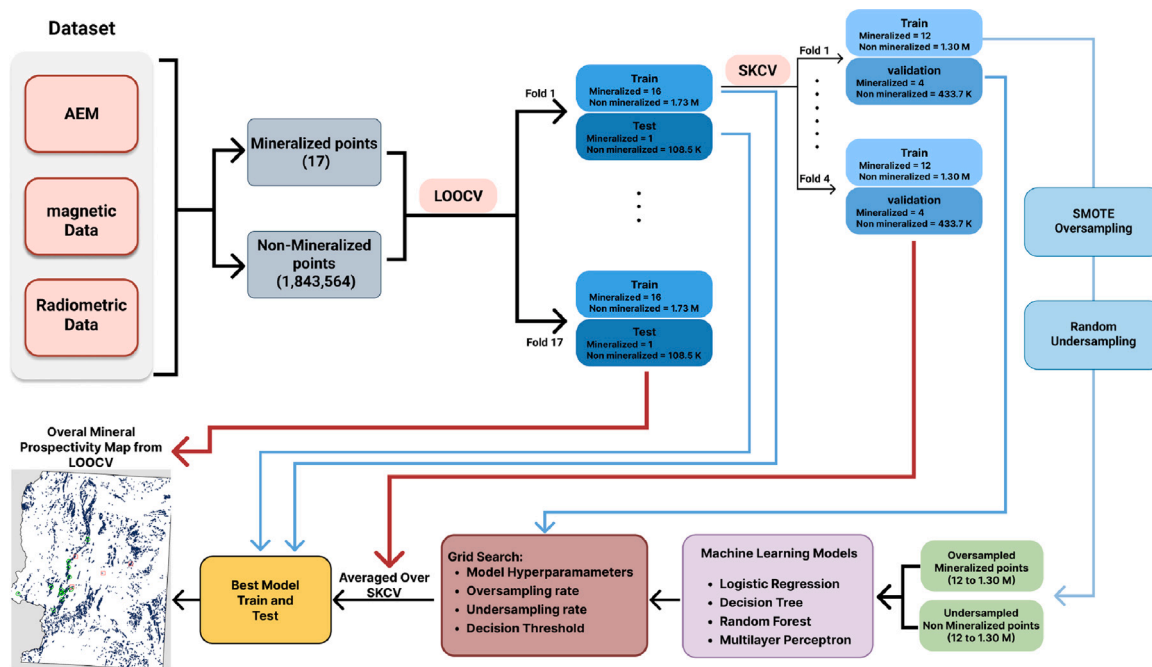 Dataset
AEM
magnetic
Data
Radiometric
Data
Mineralized points
(17)
Non-Mineralized
points
(1,843,564)
LOOCV
Fold 1
Train
Mineralized = 16
Non mineralized = 1.73 M
Test
Mineralized = 1
Non mineralized = 108.5 K
Fold 17
Train
Mineralized = 16
Non mineralized = 1.73 M
Test
Mineralized = 1
Non mineralized = 108.5 K
SKCV
Fold 1
Train
Mineralized = 12
Non mineralized = 1.30 M
validation
Mineralized = 4
Non mineralized = 433.7 K
Fold 4
Train
Mineralized = 12
Non mineralized = 1.30 M
validation
Mineralized = 4
Non mineralized = 433.7 K
SMOTE
Oversampling
Random
Undersampling
Overal Mineral
Prospectivity Map from
LOOCV
Best Model
Train and
Test
Averaged Over
SKCV
Grid Search:
• Model Hyperparamameters
• Oversampling rate
• Undersampling rate
• Decision Threshold
Machine Learning Models
• Logistic Regression
• Decision Tree
• Random Forest
• Multilayer Perceptron
Oversampled
Mineralized points
(12 to 1.30 M)
Undersampled
Non Mineralized points
(12 to 1.30 M)